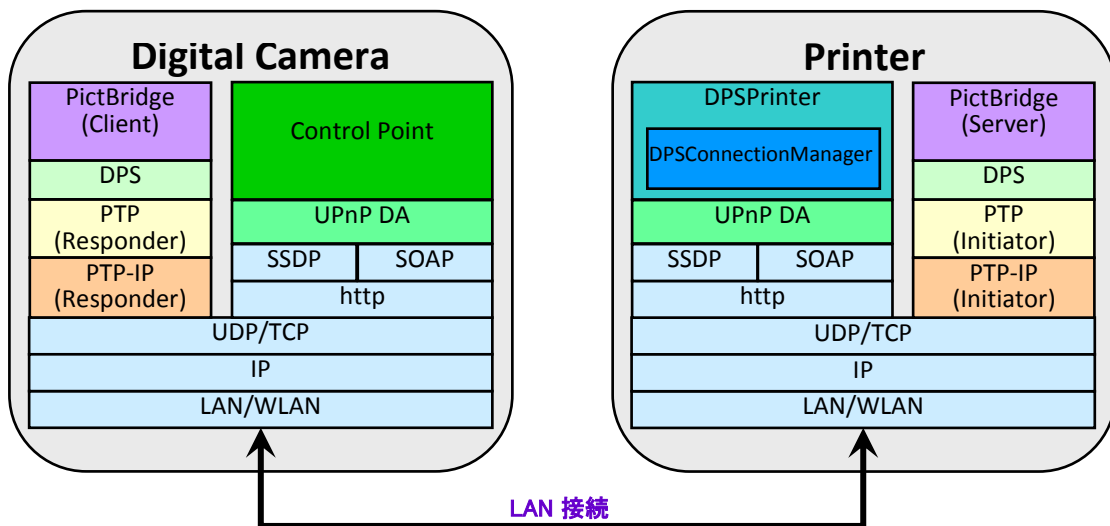 Digital Camera
PictBridge
(Client)
DPS
PTP
(Responder)
PTP-IP
(Responder)
Control Point
UPnP DA
SSDP
SOAP
http
UDP/TCP
IP
LAN/WLAN
Printer
DPSPrinter
DPSConnectionManager
UPnP DA
SSDP
SOAP
http
PictBridge
(Server)
DPS
PTP
(Initiator)
PTP-IP
(Initiator)
UDP/TCP
IP
LAN/WLAN
LAN 接続